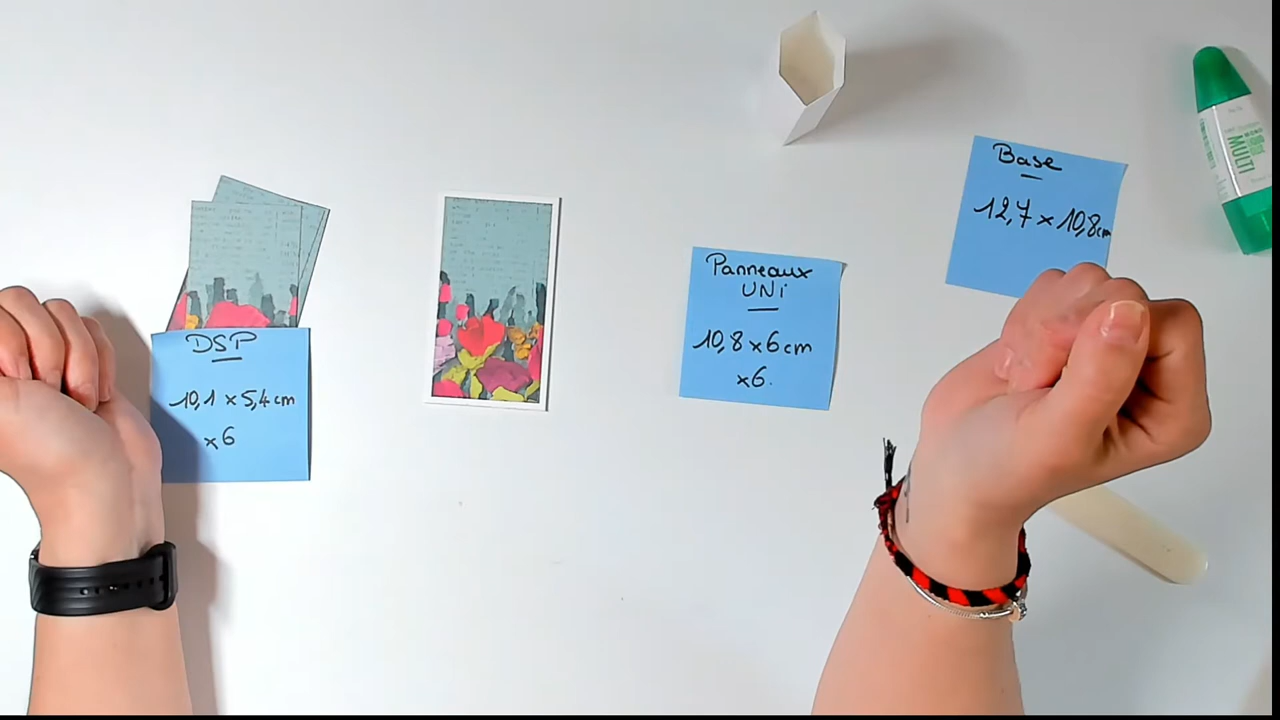 DSP
10,1 x 5,4 cm
x6
Panneaux
UNi
10,8 x 6 cm
x6.
Base
12,7 x 10,8cm
MULTI